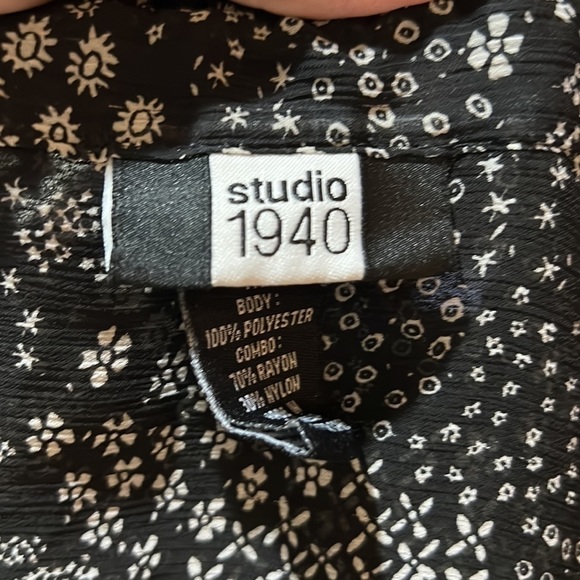 studio
1940
BODY:
100% POLYESTER
COMBO:
70% RAYON
30% NYLON